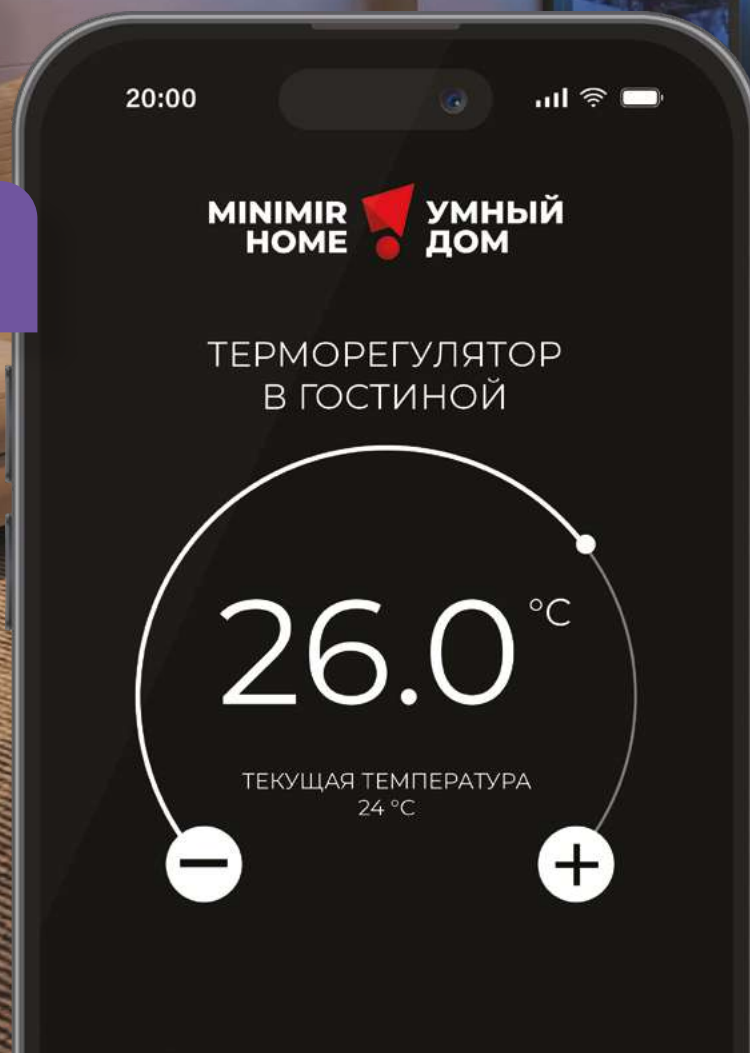 20:00
MINIMIR УМНЫЙ
HOME ДОМ
ТЕРМОРЕГУЛЯТОР
В ГОСТИНОЙ
26.0 °C
ТЕКУЩАЯ ТЕМПЕРАТУРА
24 °C